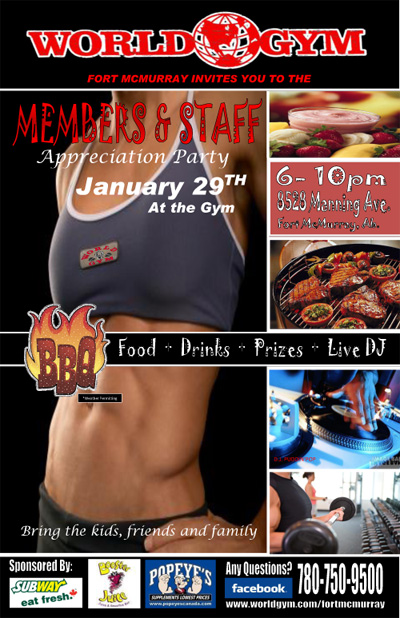 WORLD GYM
FORT MCMURRAY INVITES YOU TO THE
MEMBERS & STAFF
Appreciation Party
January 29TH
At the Gym
6-10pm
8528 Manning Ave.
Fort McMurray, Ab.
BBQ
Food + Drinks + Prizes + Live DJ
Bring the kids, friends and family
Sponsored By:
SUBWAY
eat fresh.
Booster Juice
POPEYE'S
SUPPLEMENTS LOWEST PRICES
www.popeyescanada.com
Any Questions?
facebook
780-750-9500
www.worldgym.com/fortmcmurray